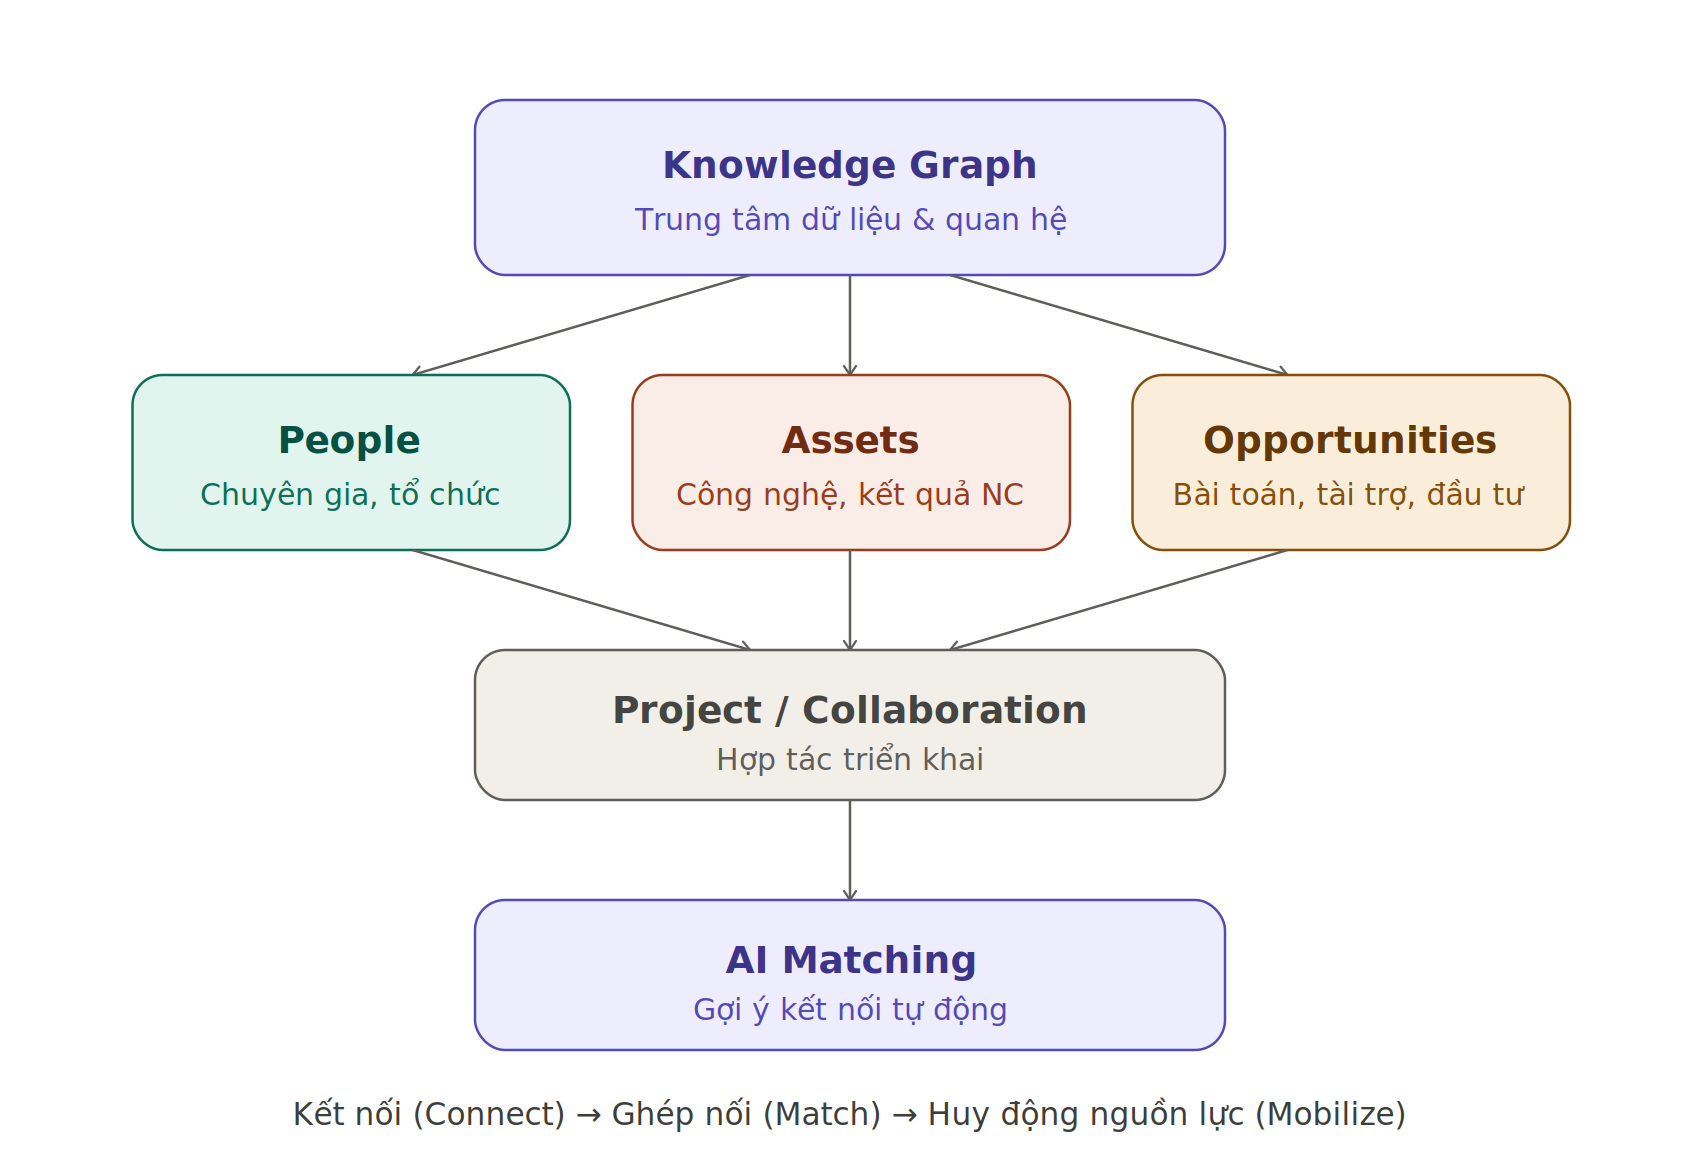 Knowledge Graph
Trung tâm dữ liệu & quan hệ
People
Chuyên gia, tổ chức
Assets
Công nghệ, kết quả NC
Opportunities
Bài toán, tài trợ, đầu tư
Project / Collaboration
Hợp tác triển khai
AI Matching
Gợi ý kết nối tự động
Kết nối (Connect) → Ghép nối (Match) → Huy động nguồn lực (Mobilize)